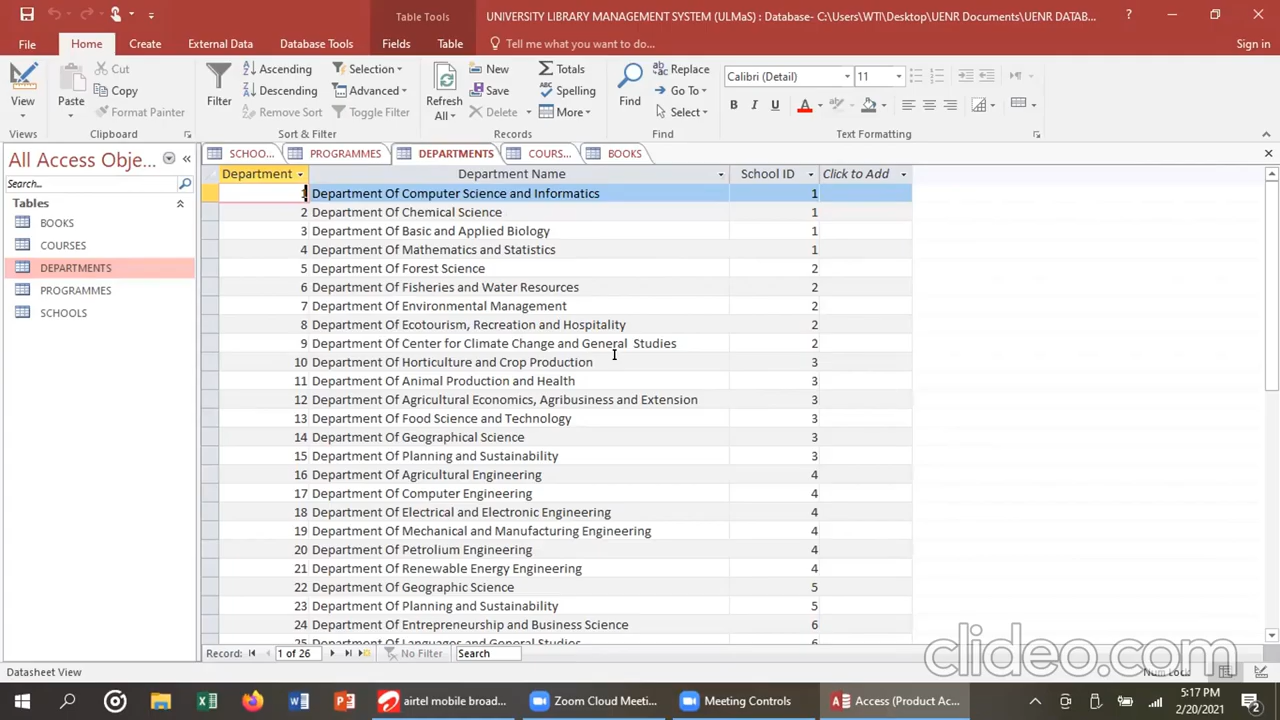 Table Tools
UNIVERSITY LIBRARY MANAGEMENT SYSTEM (ULMaS) : Database- C:\Users\WTI\Desktop\UENR Documents\UENR DATAB...
?
File Home Create External Data Database Tools Fields Table Tell me what you want to do... Sign in
View
Views
Paste
Cut
Copy
Format Painter
Clipboard
Filter
Ascending
Descending
Remove Sort
Selection
Advanced
Toggle Filter
Sort & Filter
Refresh
All
New
Save
Delete
Totals
Spelling
More
Records
Find
Replace
Go To
Select
Find
Calibri (Detail) 11
B I U A
Text Formatting
All Access Obje...
Search...
Tables
BOOKS
COURSES
DEPARTMENTS
PROGRAMMES
SCHOOLS
SCHOO... PROGRAMMES DEPARTMENTS COURS... BOOKS
Department Department Name School ID Click to Add
1 Department Of Computer Science and Informatics 1
2 Department Of Chemical Science 1
3 Department Of Basic and Applied Biology 1
4 Department Of Mathematics and Statistics 1
5 Department Of Forest Science 2
6 Department Of Fisheries and Water Resources 2
7 Department Of Environmental Management 2
8 Department Of Ecotourism, Recreation and Hospitality 2
9 Department Of Center for Climate Change and General Studies 2
10 Department Of Horticulture and Crop Production 3
11 Department Of Animal Production and Health 3
12 Department Of Agricultural Economics, Agribusiness and Extension 3
13 Department Of Food Science and Technology 3
14 Department Of Geographical Science 3
15 Department Of Planning and Sustainability 3
16 Department Of Agricultural Engineering 4
17 Department Of Computer Engineering 4
18 Department Of Electrical and Electronic Engineering 4
19 Department Of Mechanical and Manufacturing Engineering 4
20 Department Of Petrolium Engineering 4
21 Department Of Renewable Energy Engineering 4
22 Department Of Geographic Science 5
23 Department Of Planning and Sustainability 5
24 Department Of Entrepreneurship and Business Science 6
25 Department Of Languages and General Studies 6
Record: 1 of 26 No Filter Search
clideo.com
Datasheet View Num Lock
airtel mobile broad... Zoom Cloud Meeti... Meeting Controls Access (Product Ac...
5:17 PM
2/20/2021
2